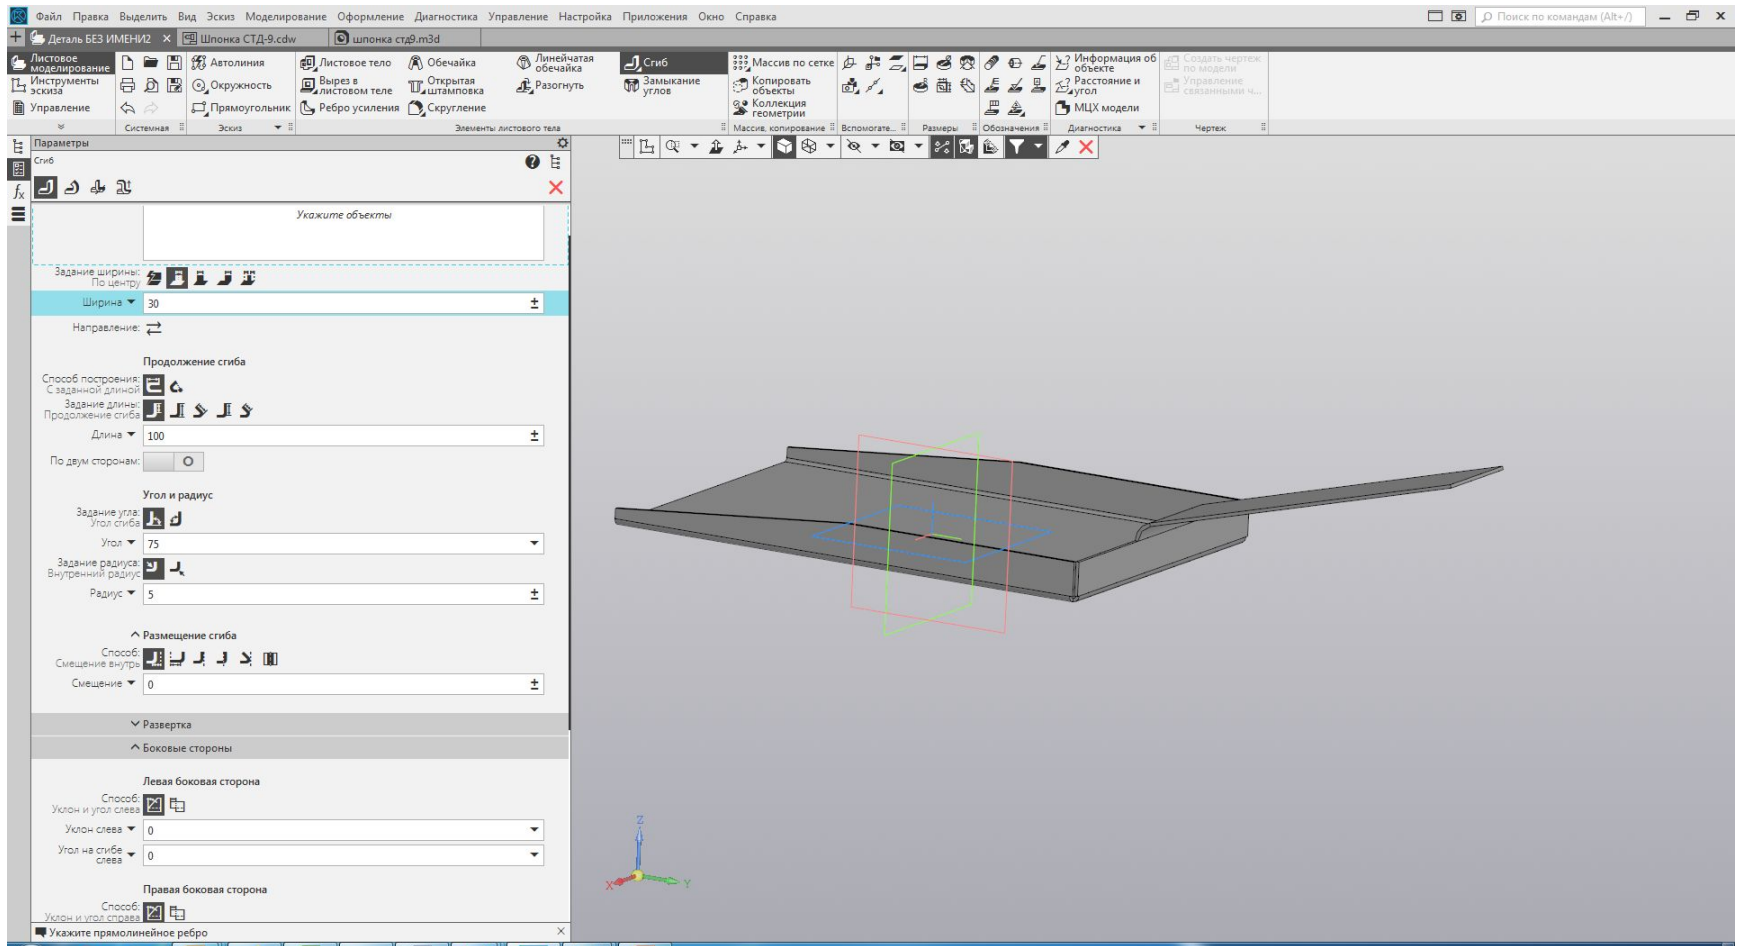 Файл Правка Выделить Вид Эскиз Моделирование Оформление Диагностика Управление Настройка Приложения Окно Справка
Поиск по командам (Alt+/)
Деталь БЕЗ ИМЕНИ2
Шпонка СТД-9.cdw
шпонка стд9.m3d
Листовое моделирование
Инструменты эскиза
Управление
Системная
Автолиния
Окружность
Прямоугольник
Эскиз
Листовое тело
Вырез в листовом теле
Ребро усиления
Обечайка
Открытая штамповка
Скругление
Линейчатая обечайка
Разогнуть
Сгиб
Замыкание углов
Элементы листового тела
Массив по сетке
Копировать объекты
Коллекция геометрии
Массив, копирование
Вспомогате...
Размеры
Обозначения
Информация об объекте
Расстояние и угол
МЦХ модели
Диагностика
Создать чертеж по модели
Управление связанными ч...
Чертеж
Параметры
Сгиб
Укажите объекты
Задание ширины:
По центру
Ширина 30
Направление:
Продолжение сгиба
Способ построения:
С заданной длиной
Задание длины:
Продолжение сгиба
Длина 100
По двум сторонам:
Угол и радиус
Задание угла:
Угол сгиба
Угол 75
Задание радиуса:
Внутренний радиус
Радиус 5
Размещение сгиба
Способ:
Смещение внутрь
Смещение 0
Развертка
Боковые стороны
Левая боковая сторона
Способ:
Уклон и угол слева
Уклон слева 0
Угол на сгибе слева 0
Правая боковая сторона
Способ:
Уклон и угол справа
Укажите прямолинейное ребро
Z
X
Y